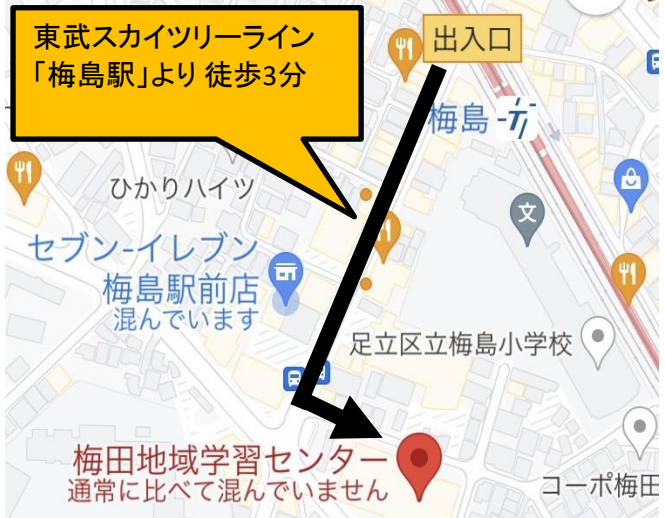 東武スカイツリーライン
「梅島駅」より 徒歩3分
出入口
梅島
ひかりハイツ
文
セブン-イレブン
梅島駅前店
混んでいます
足立区立梅島小学校
梅田地域学習センター
通常に比べて混んでいません
コーポ梅田